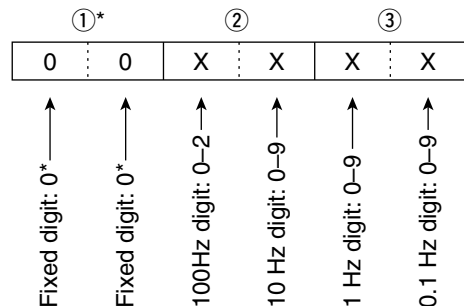 ①* ② ③
0 0 X X X X
Fixed digit: 0*
Fixed digit: 0*
100Hz digit: 0–2
10 Hz digit: 0–9
1 Hz digit: 0–9
0.1 Hz digit: 0–9